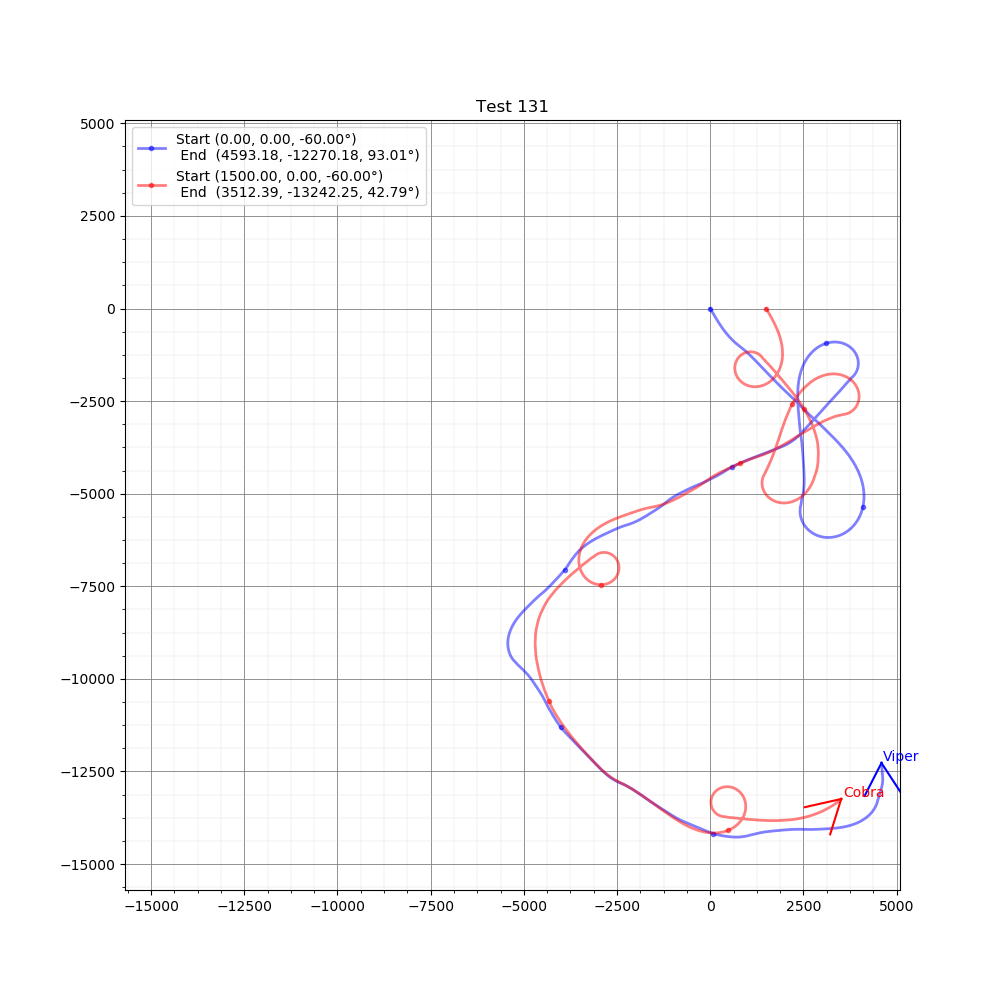 Test 131
Start (0.00, 0.00, -60.00°)
End (4593.18, -12270.18, 93.01°)
Start (1500.00, 0.00, -60.00°)
End (3512.39, -13242.25, 42.79°)
5000
2500
0
−2500
−5000
−7500
−10000
−12500
−15000
Viper
Cobra
−15000 −12500 −10000 −7500 −5000 −2500 0 2500 5000